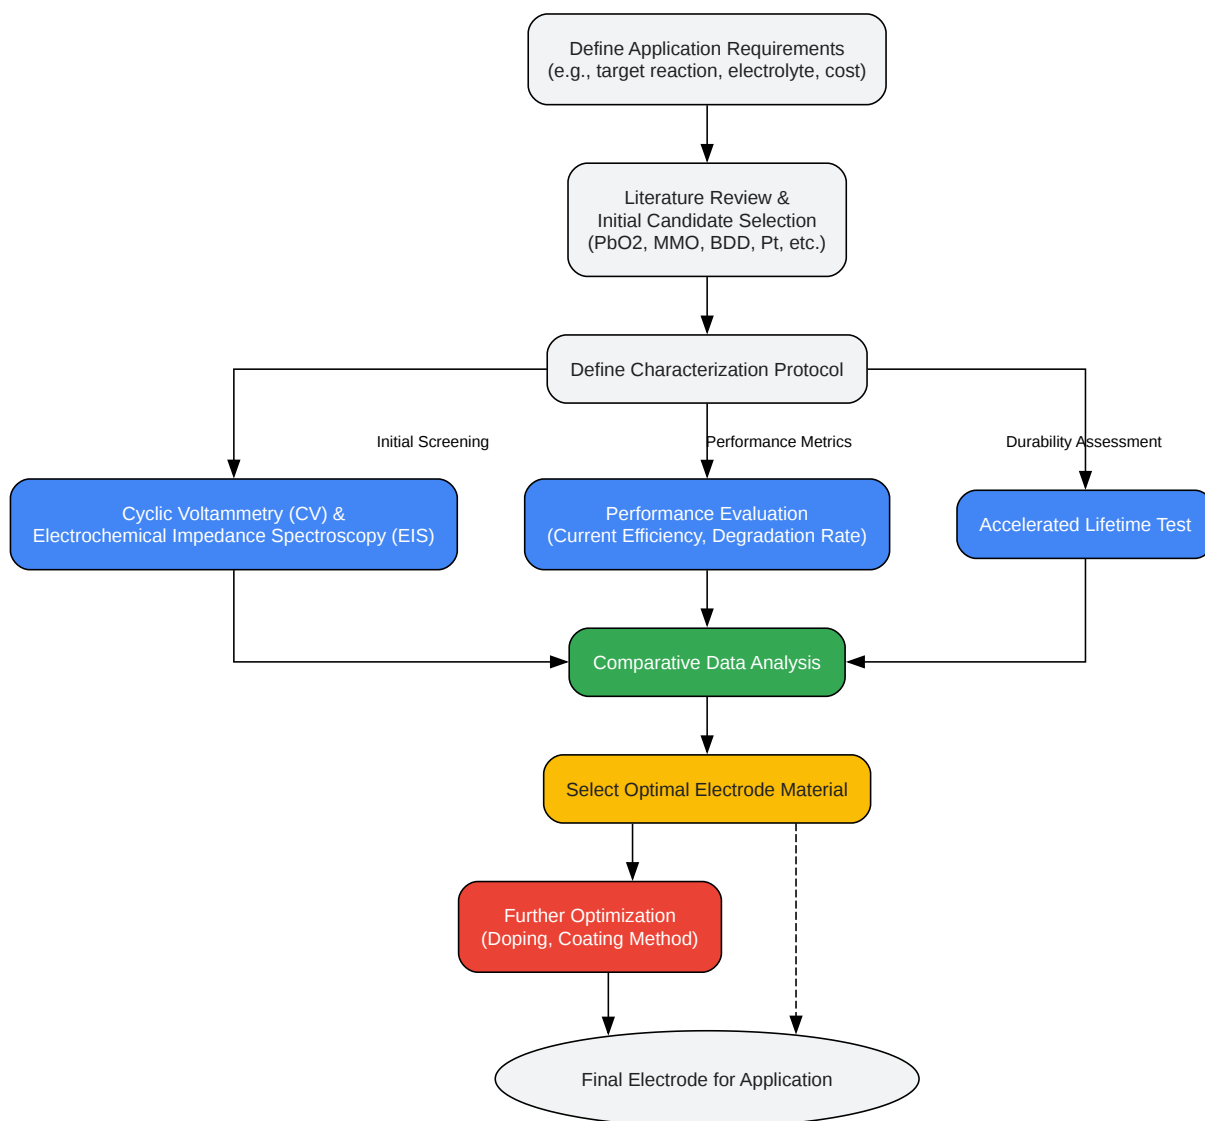 Define Application Requirements
(e.g., target reaction, electrolyte, cost)
Literature Review &
Initial Candidate Selection
(PbO2, MMO, BDD, Pt, etc.)
Define Characterization Protocol
Initial Screening
Performance Metrics
Durability Assessment
Cyclic Voltammetry (CV) &
Electrochemical Impedance Spectroscopy (EIS)
Performance Evaluation
(Current Efficiency, Degradation Rate)
Accelerated Lifetime Test
Comparative Data Analysis
Select Optimal Electrode Material
Further Optimization
(Doping, Coating Method)
Final Electrode for Application